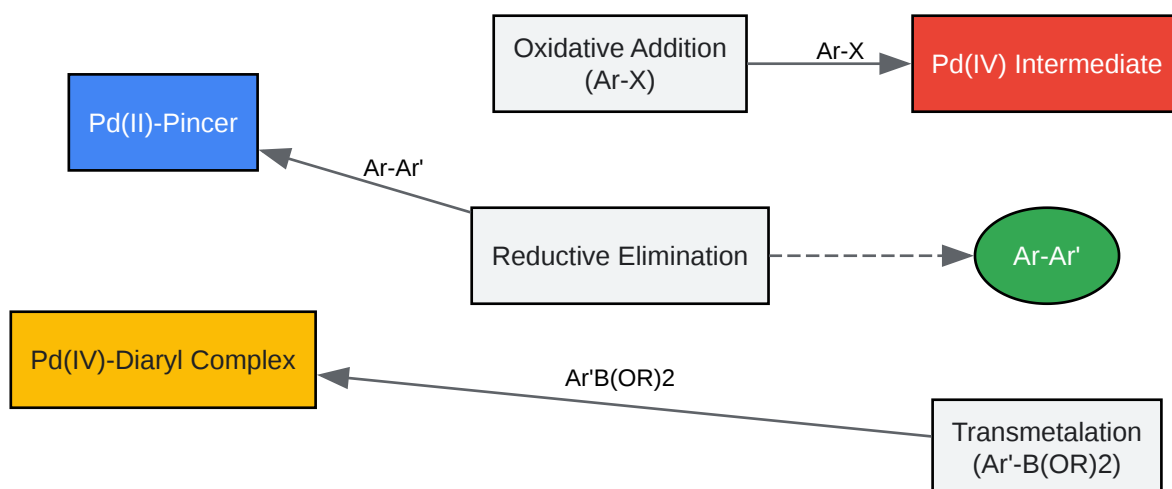 Oxidative Addition
(Ar-X)
Ar-X
Pd(IV) Intermediate
Pd(II)-Pincer
Ar-Ar'
Reductive Elimination
Ar-Ar'
Pd(IV)-Diaryl Complex
Ar'B(OR)2
Transmetalation
(Ar'-B(OR)2)